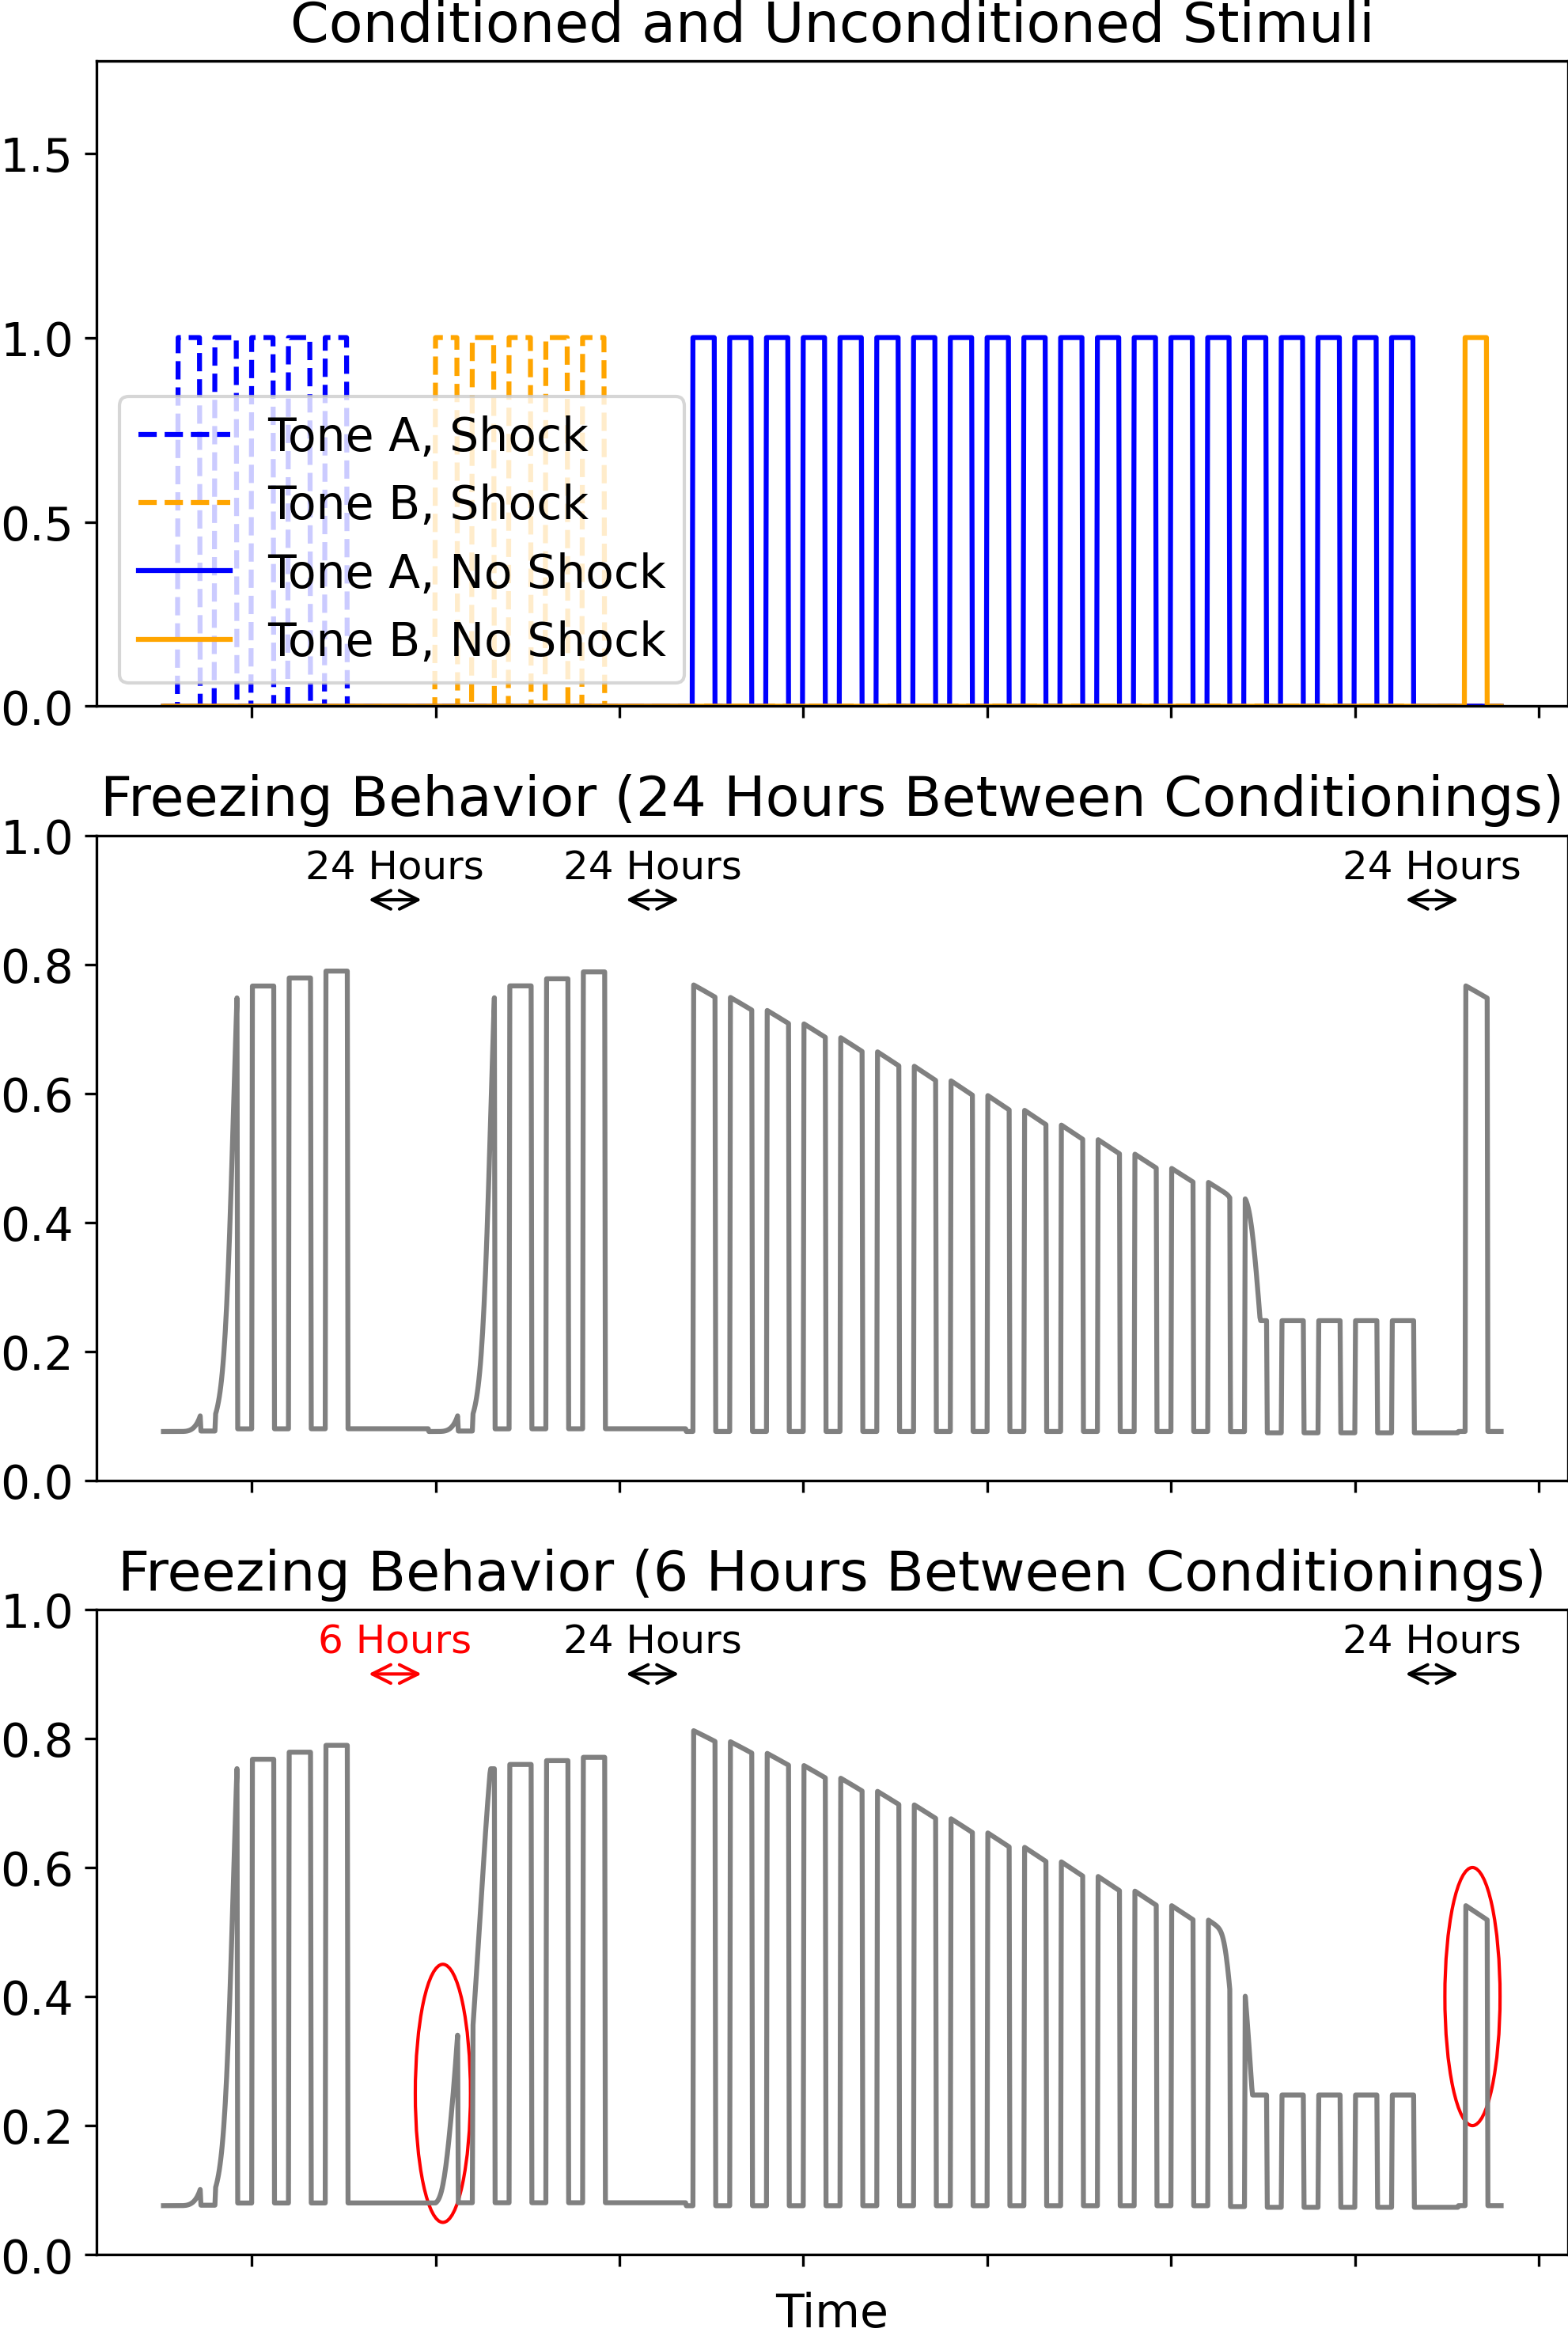 Conditioned and Unconditioned Stimuli
1.5
1.0
0.5
0.0
Tone A, Shock
Tone B, Shock
Tone A, No Shock
Tone B, No Shock
Freezing Behavior (24 Hours Between Conditionings)
1.0
0.8
0.6
0.4
0.2
0.0
24 Hours
24 Hours
24 Hours
Freezing Behavior (6 Hours Between Conditionings)
1.0
0.8
0.6
0.4
0.2
0.0
6 Hours
24 Hours
24 Hours
Time